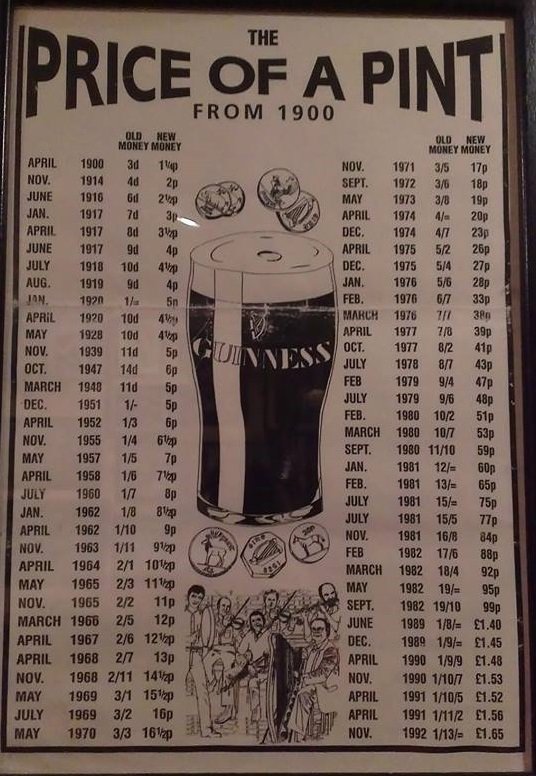 THE
PRICE OF A PINT
FROM 1900
OLD MONEY NEW MONEY
APRIL 1900 3d 1¼p
NOV. 1914 4d 2p
JUNE 1916 6d 2½p
JAN. 1917 7d 3p
APRIL 1917 8d 3½p
JUNE 1917 9d 4p
JULY 1918 10d 4½p
AUG. 1919 9d 4p
JAN. 1920 1/= 5p
APRIL 1920 10d 4½p
MAY 1928 10d 4½p
NOV. 1939 11d 5p
OCT. 1947 14d 6p
MARCH 1948 11d 5p
DEC. 1951 1/- 5p
APRIL 1952 1/3 6p
NOV. 1955 1/4 6½p
MAY 1957 1/5 7p
APRIL 1958 1/6 7½p
JULY 1960 1/7 8p
JAN. 1962 1/8 8½p
APRIL 1962 1/10 9p
NOV. 1963 1/11 9½p
APRIL 1964 2/1 10½p
MAY 1965 2/3 11½p
NOV. 1965 2/2 11p
MARCH 1966 2/5 12p
APRIL 1967 2/6 12½p
APRIL 1968 2/7 13p
NOV. 1968 2/11 14½p
MAY 1969 3/1 15½p
JULY 1969 3/2 16p
MAY 1970 3/3 16½p
GUINNESS
OLD MONEY NEW MONEY
NOV. 1971 3/5 17p
SEPT. 1972 3/6 18p
MAY 1973 3/8 19p
APRIL 1974 4/= 20p
DEC. 1974 4/7 23p
APRIL 1975 5/2 26p
DEC. 1975 5/4 27p
JAN. 1976 5/6 28p
FEB. 1976 6/7 33p
MARCH 1976 7/7 38p
APRIL 1977 7/8 39p
OCT. 1977 8/2 41p
JULY 1978 8/7 43p
FEB 1979 9/4 47p
JULY 1979 9/6 48p
FEB. 1980 10/2 51p
MARCH 1980 10/7 53p
SEPT. 1980 11/10 59p
JAN. 1981 12/= 60p
FEB. 1981 13/= 65p
JULY 1981 15/= 75p
JULY 1981 15/5 77p
NOV. 1981 16/8 84p
FEB 1982 17/6 88p
MARCH 1982 18/4 92p
MAY 1982 19/= 95p
SEPT. 1982 19/10 99p
JUNE 1989 1/8/= £1.40
DEC. 1989 1/9/= £1.45
APRIL 1990 1/9/9 £1.48
NOV. 1990 1/10/7 £1.53
APRIL 1991 1/10/5 £1.52
APRIL 1991 1/11/2 £1.56
NOV. 1992 1/13/= £1.65